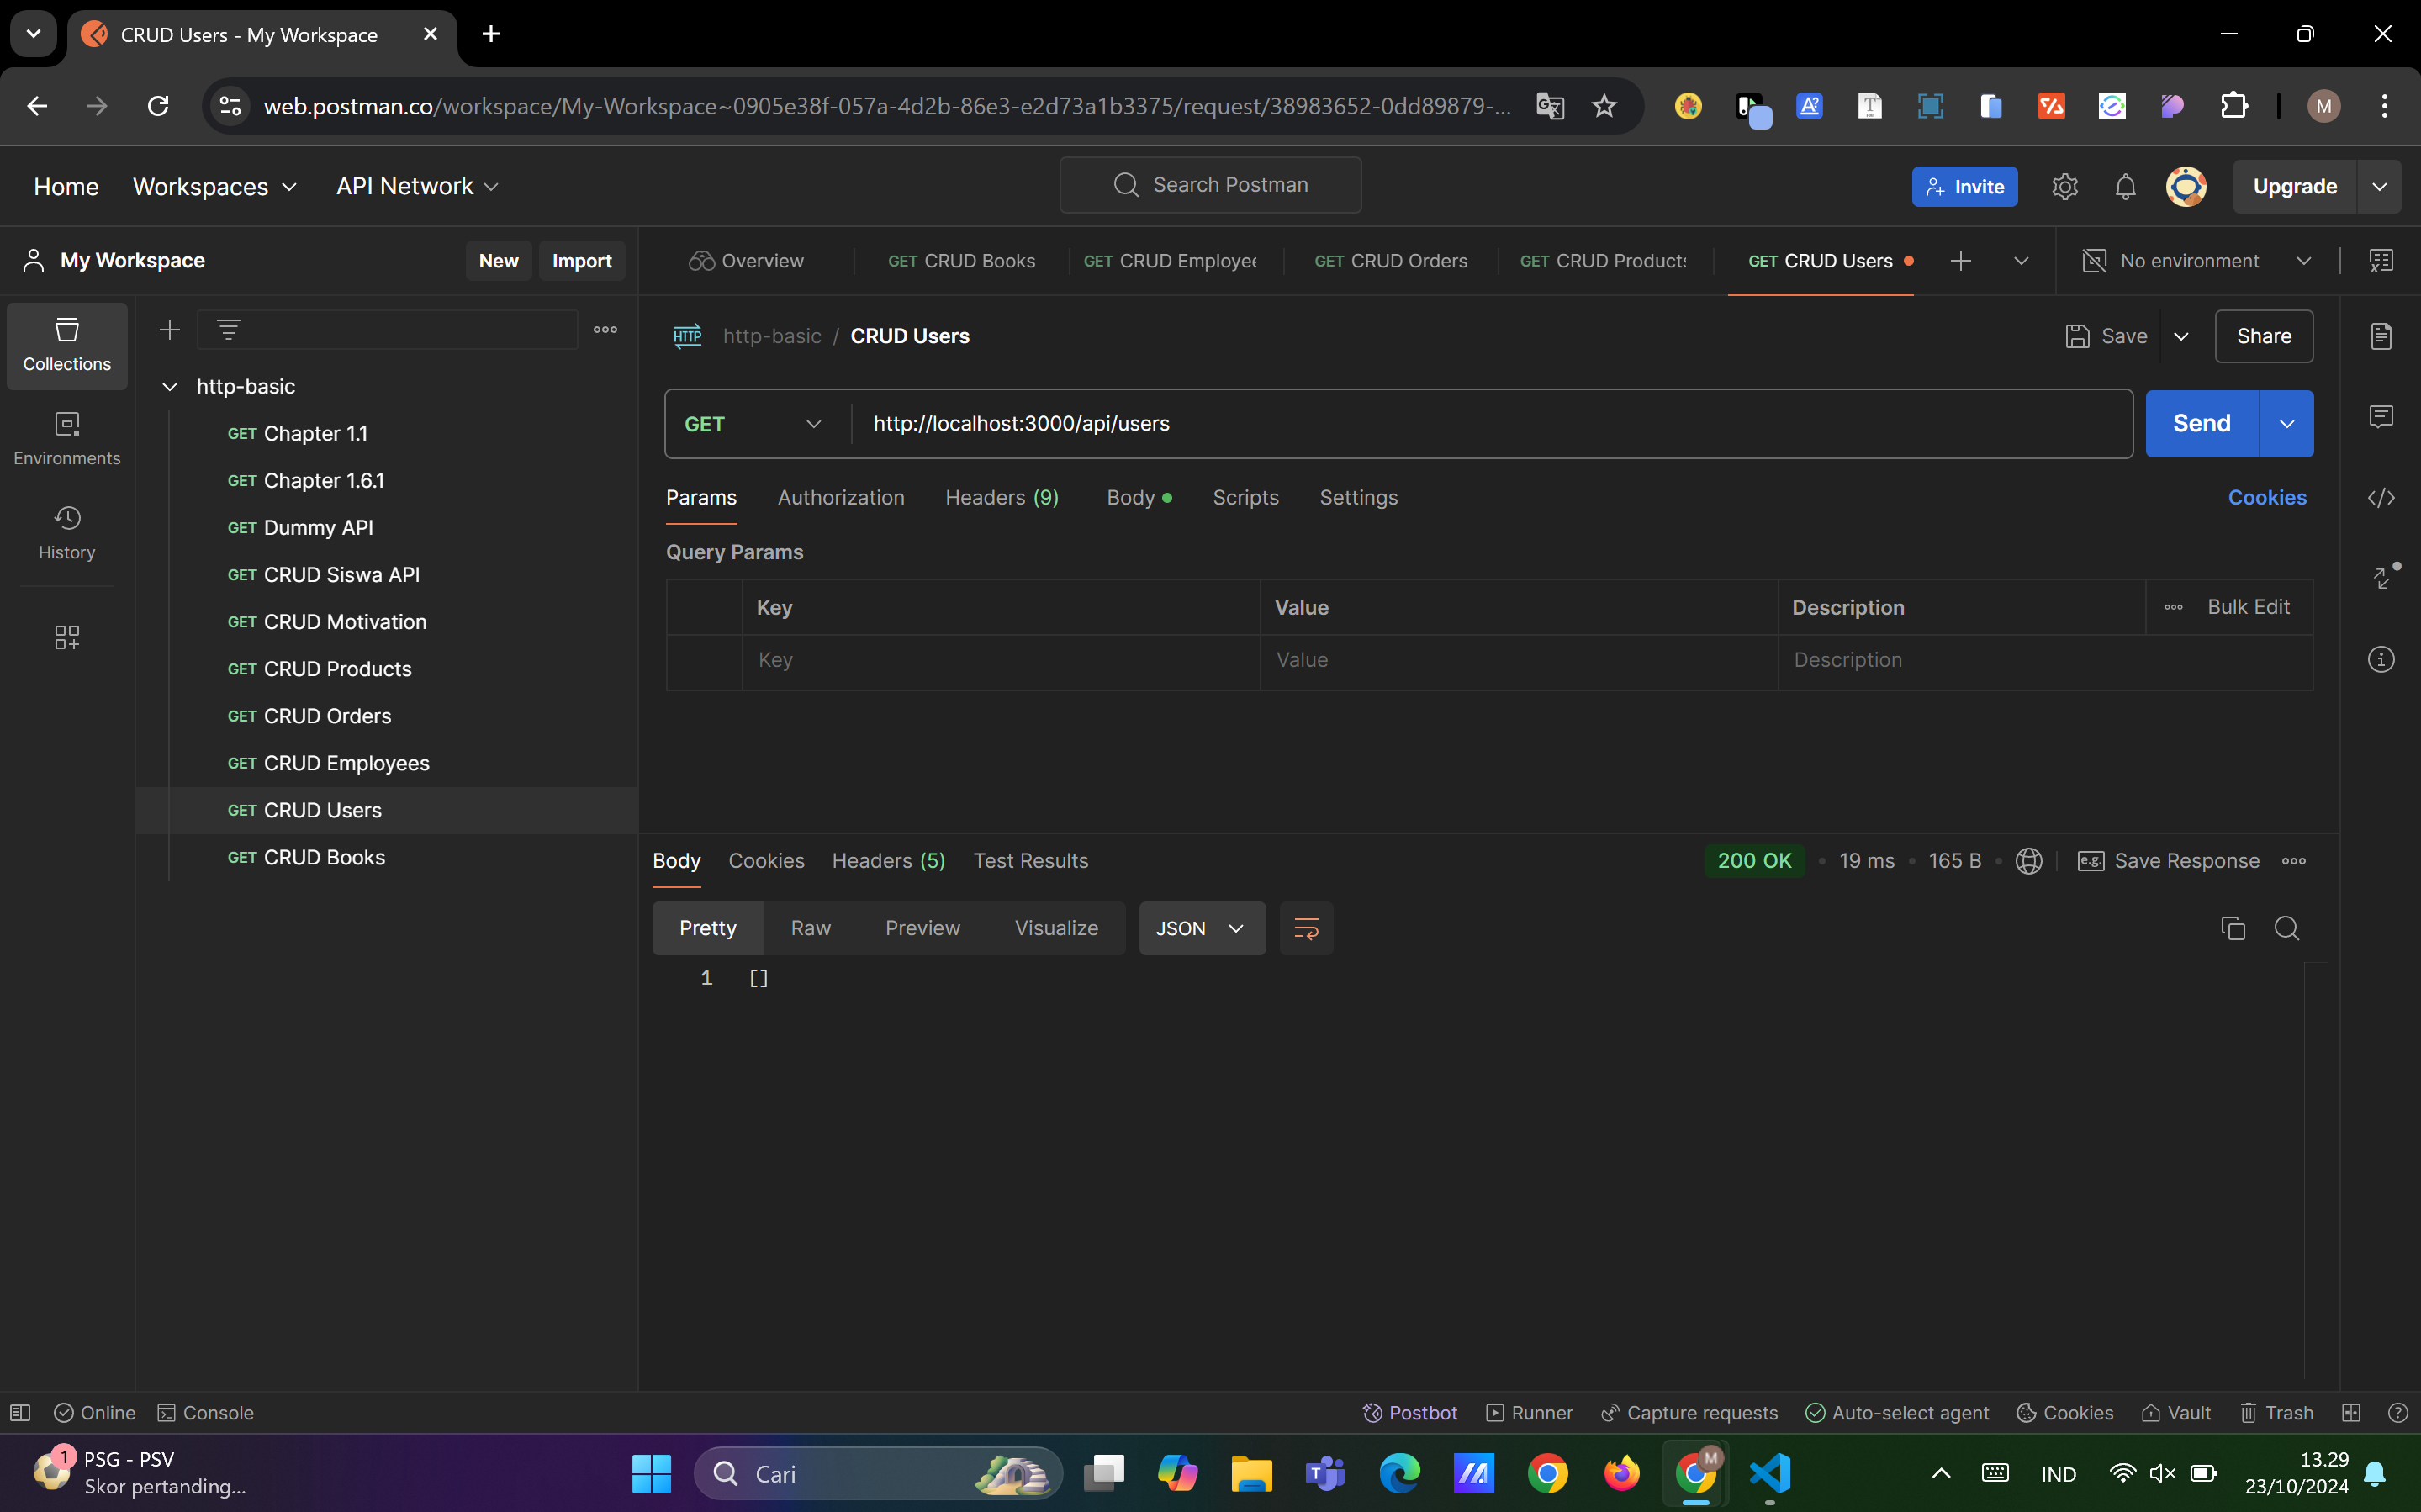 CRUD Users - My Workspace
web.postman.co/workspace/My-Workspace~0905e38f-057a-4d2b-86e3-e2d73a1b3375/request/38983652-0dd89879-...
M
Home Workspaces API Network
Search Postman
Invite
Upgrade
My Workspace
New Import
Overview
GET CRUD Books
GET CRUD Employee
GET CRUD Orders
GET CRUD Products
GET CRUD Users
No environment
Collections
Environments
History
http-basic
GET Chapter 1.1
GET Chapter 1.6.1
GET Dummy API
GET CRUD Siswa API
GET CRUD Motivation
GET CRUD Products
GET CRUD Orders
GET CRUD Employees
GET CRUD Users
GET CRUD Books
HTTP http-basic / CRUD Users
Save Share
GET http://localhost:3000/api/users
Send
Params Authorization Headers (9) Body Scripts Settings
Cookies
Query Params
Key Value Description Bulk Edit
Key Value Description
Body Cookies Headers (5) Test Results
200 OK 19 ms 165 B e.g. Save Response
Pretty Raw Preview Visualize JSON
1 []
Online Console
Postbot Runner Capture requests Auto-select agent Cookies Vault Trash
1
PSG - PSV
Skor pertanding...
Cari
M
IND
13.29
23/10/2024